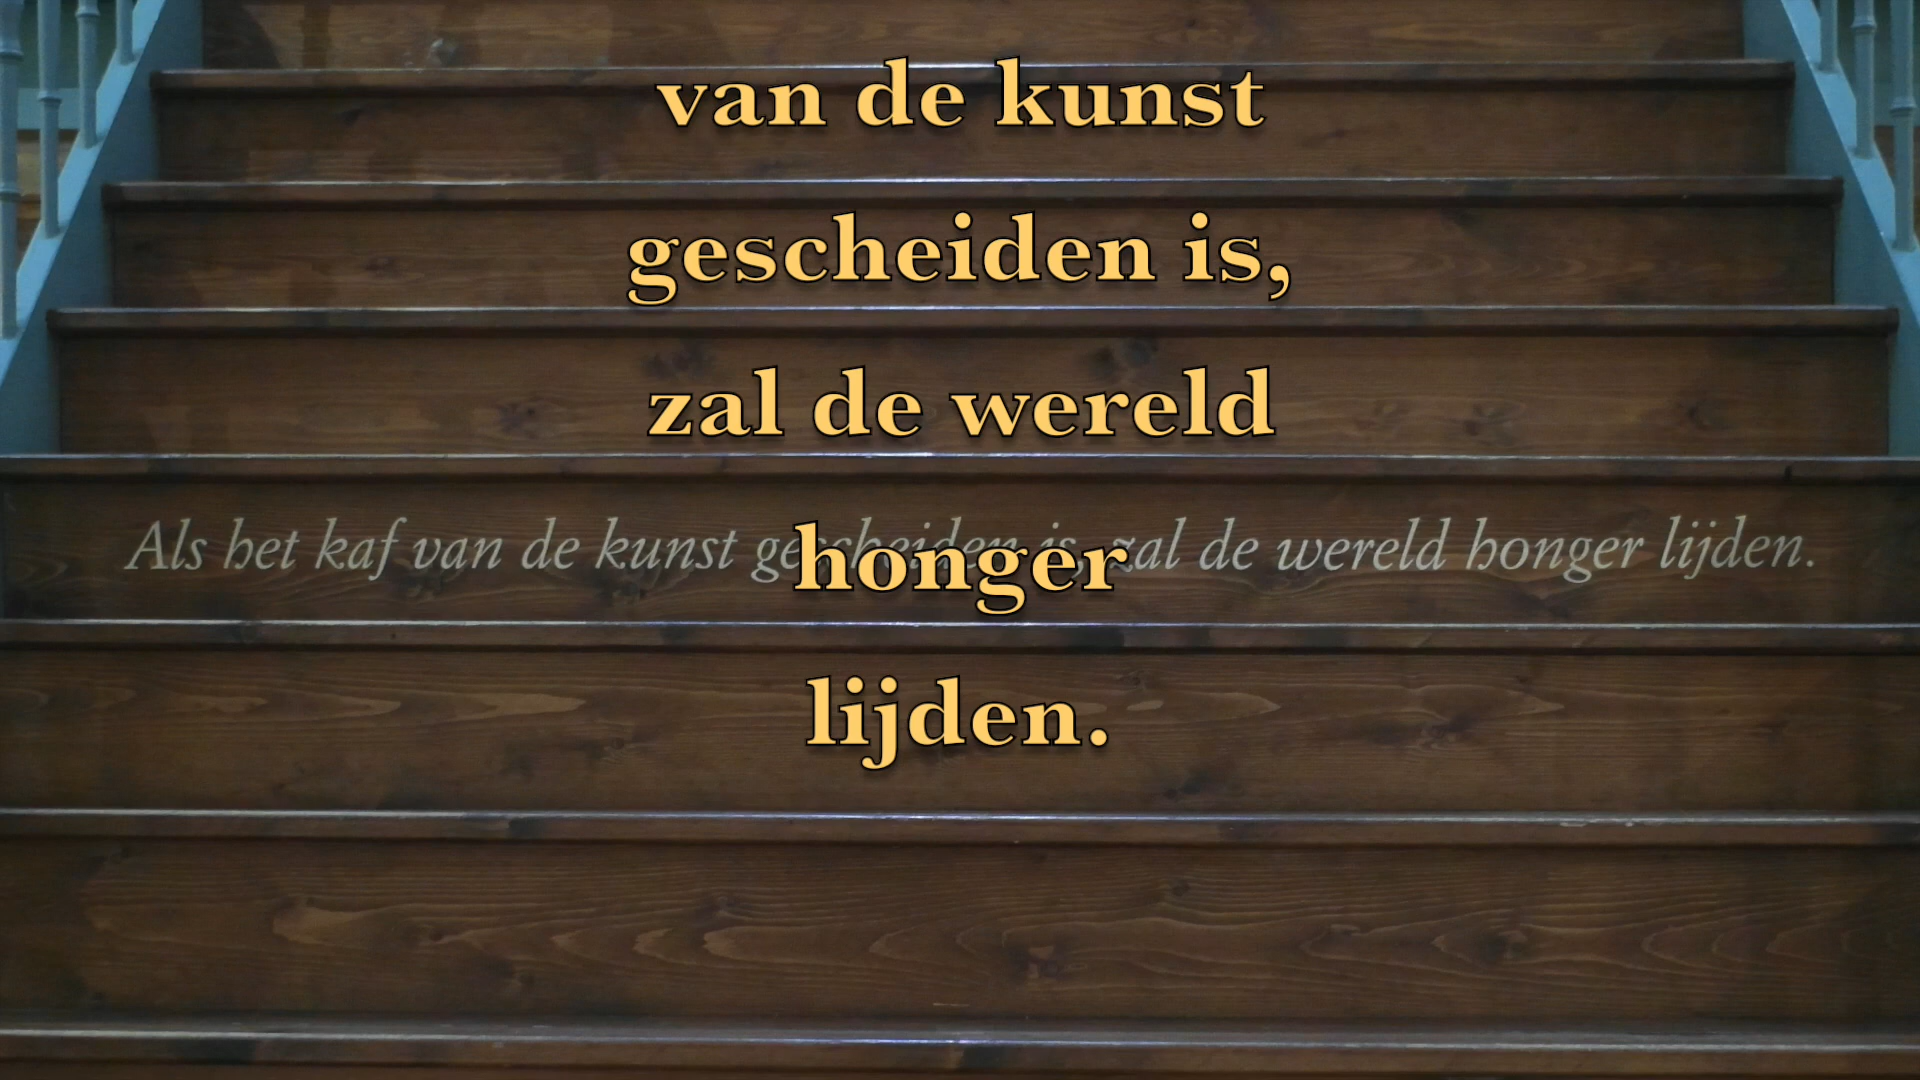 van de kunst
gescheiden is,
zal de wereld
honger
lijden.
Als het kaf van de kunst gescheiden is, zal de wereld honger lijden.